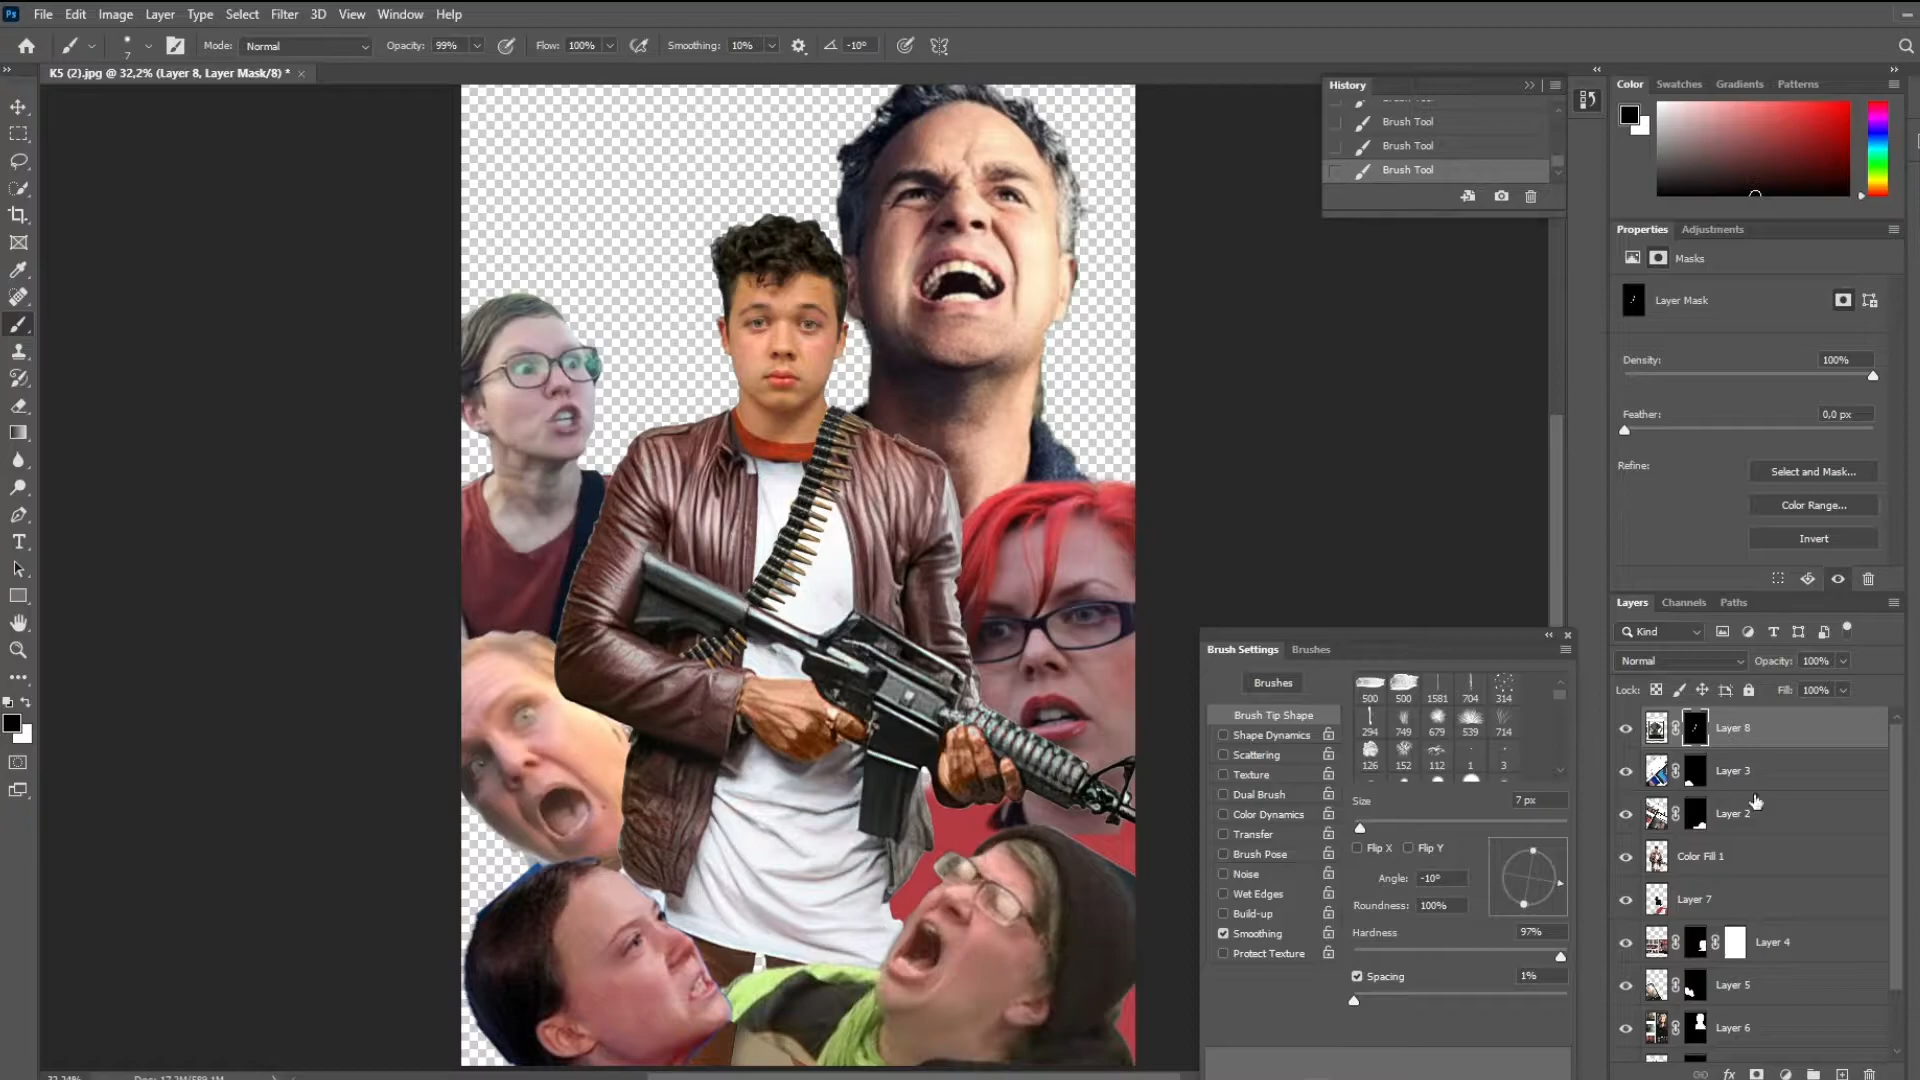 Ps File Edit Image Layer Type Select Filter 3D View Window Help
7 Mode: Normal Opacity: 99% Flow: 100% Smoothing: 10% -10°
K5 (2).jpg @ 32,2% (Layer 8, Layer Mask/8) *
History
Brush Tool
Brush Tool
Brush Tool
Color Swatches Gradients Patterns
Properties Adjustments
Masks
Layer Mask
Density: 100%
Feather: 0,0 px
Refine: Select and Mask...
Color Range...
Invert
Layers Channels Paths
Kind
Normal Opacity: 100%
Lock: Fill: 100%
Layer 8
Layer 3
Layer 2
Color Fill 1
Layer 7
Layer 4
Layer 5
Layer 6
Brush Settings Brushes
Brushes
Brush Tip Shape
Shape Dynamics
Scattering
Texture
Dual Brush
Color Dynamics
Transfer
Brush Pose
Noise
Wet Edges
Build-up
Smoothing
Protect Texture
500 500 1581 704 314
294 749 679 539 714
126 152 112 1 3
Size 7 px
Flip X Flip Y
Angle: -10°
Roundness: 100%
Hardness 97%
Spacing 1%